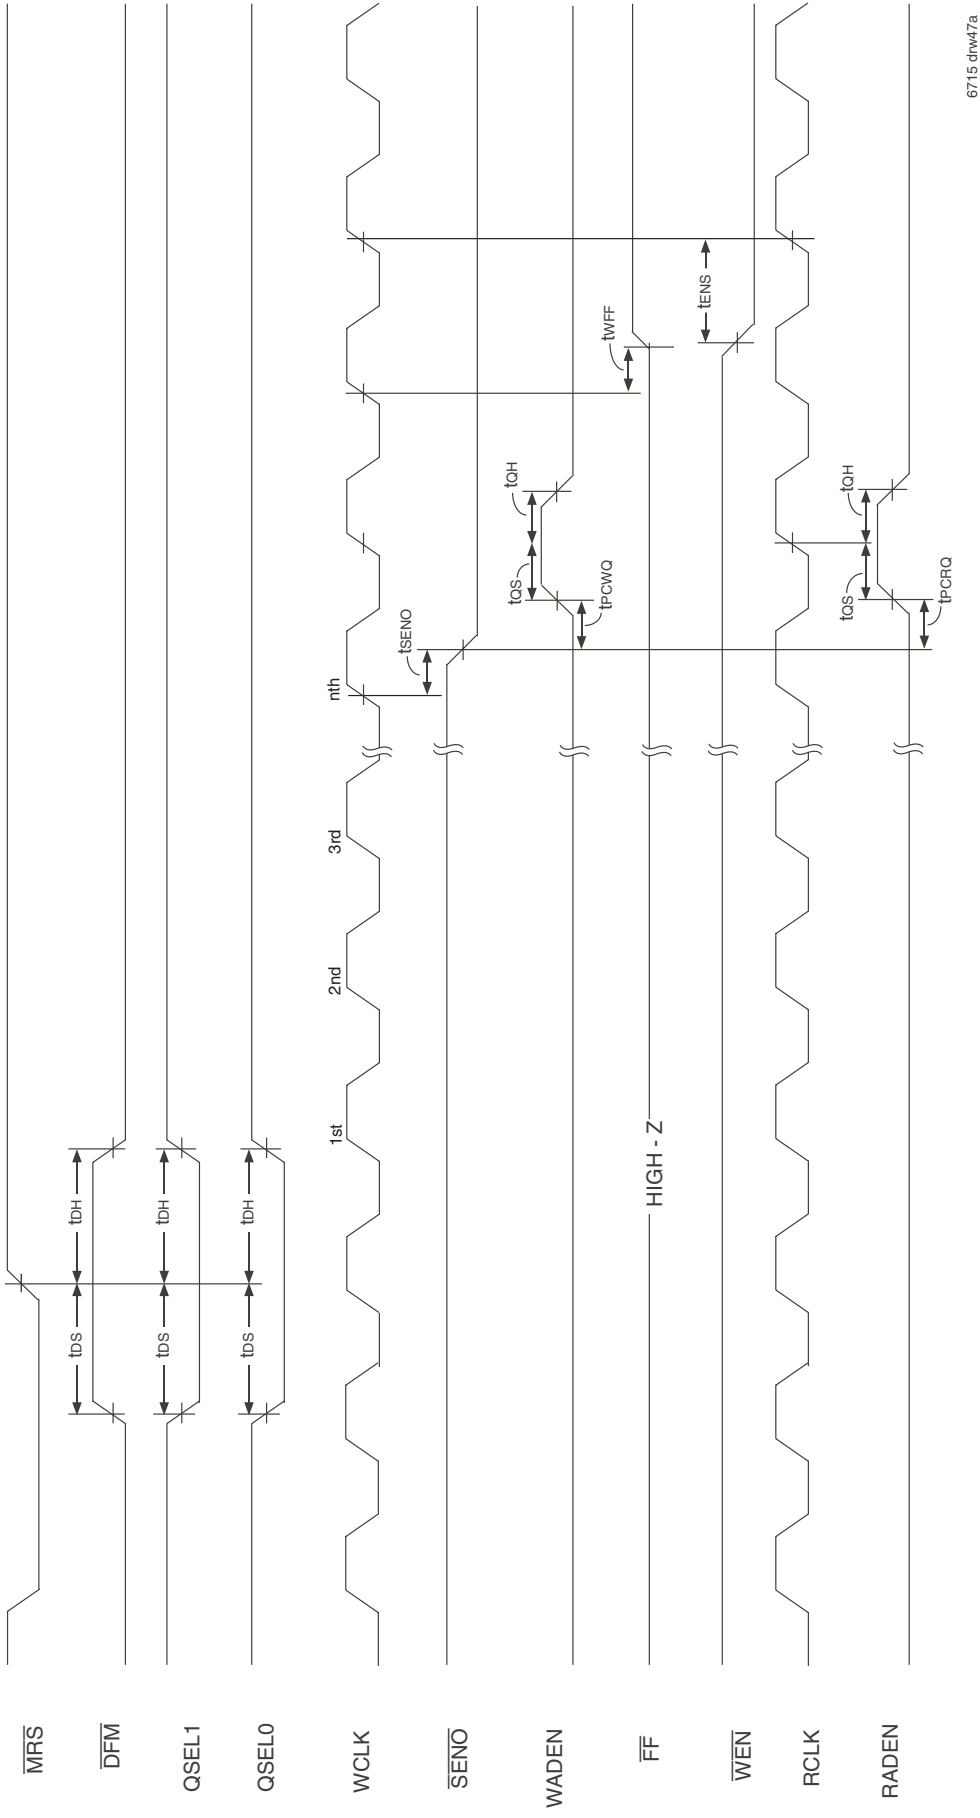 MRS
tDS
tDH
DFM
tDS
tDH
QSEL1
tDS
tDH
QSEL0
1st
2nd
3rd
nth
WCLK
tSENO
SENO
tQS
tQH
WADEN
tPCWQ
tWFF
FF
HIGH - Z
tENS
WEN
RCLK
tQS
tQH
RADEN
tPCRQ
6715 drw47a